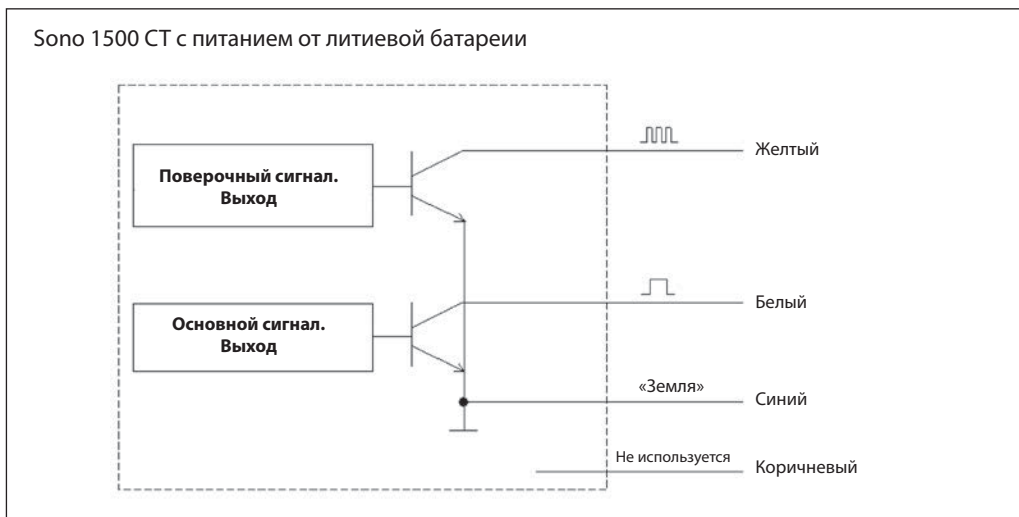 Sono 1500 CT с питанием от литиевой батареии
Поверочный сигнал.
Выход
Желтый
Основной сигнал.
Выход
Белый
«Земля»
Синий
Не используется
Коричневый